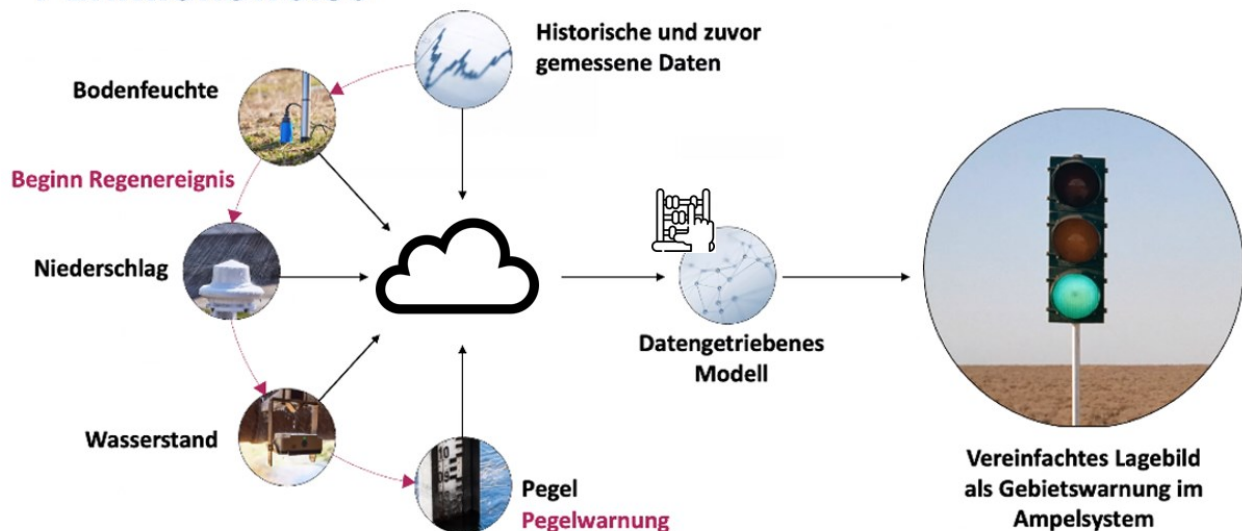 Historische und zuvor
gemessene Daten
Bodenfeuchte
Beginn Regenereignis
Niederschlag
Datengetriebenes
Modell
Wasserstand
10
Pegel
Pegelwarnung
Vereinfachtes Lagebild
als Gebietswarnung im
Ampelsystem